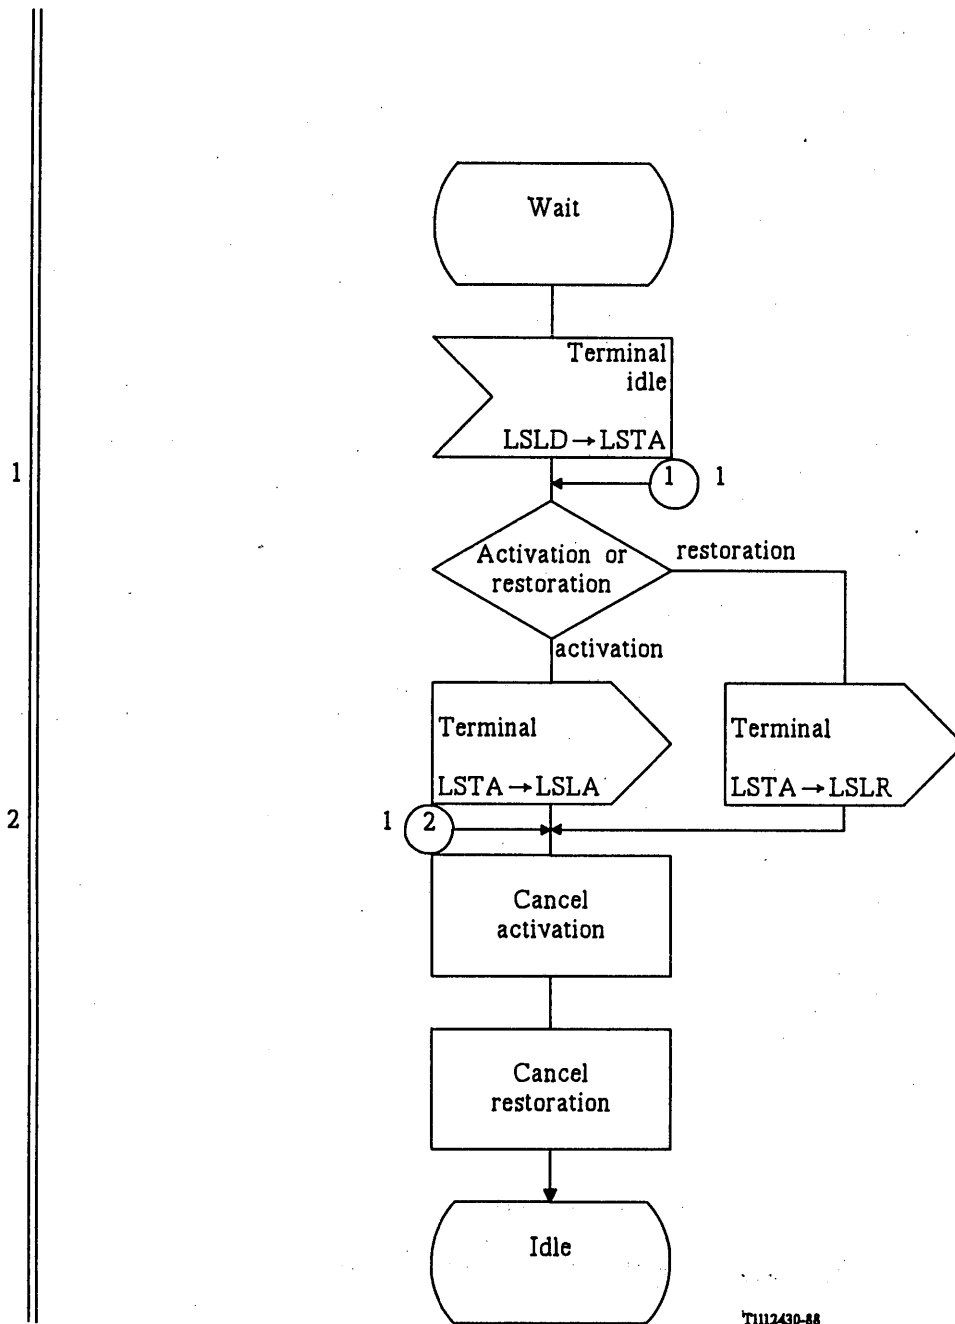 Wait
Terminal
idle
LSLD → LSTA
1
1 1
Activation or
restoration
restoration
activation
Terminal
LSTA → LSLA
Terminal
LSTA → LSLR
2
1 2
Cancel
activation
Cancel
restoration
Idle
T1112430-88